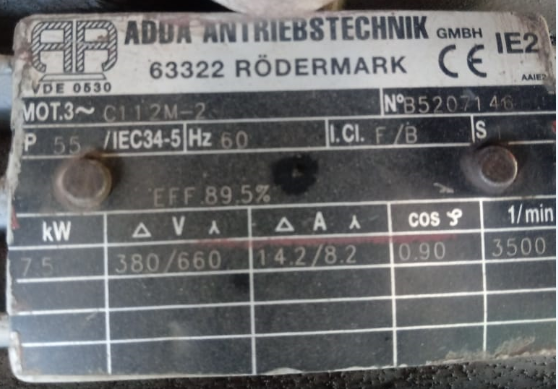 ADDA ANTRIEBSTECHNIK GMBH IE2
63322 RÖDERMARK CE
VDE 0530 AAIE2
MOT.3~ C112M-2 NºB5207146
P 55 /IEC34-5 Hz 60 I.Cl. F/B S
EFF 89.5%
kW Δ V ⅄ Δ A ⅄ cos φ 1/min
7.5 380/660 14.2/8.2 0.90 3500